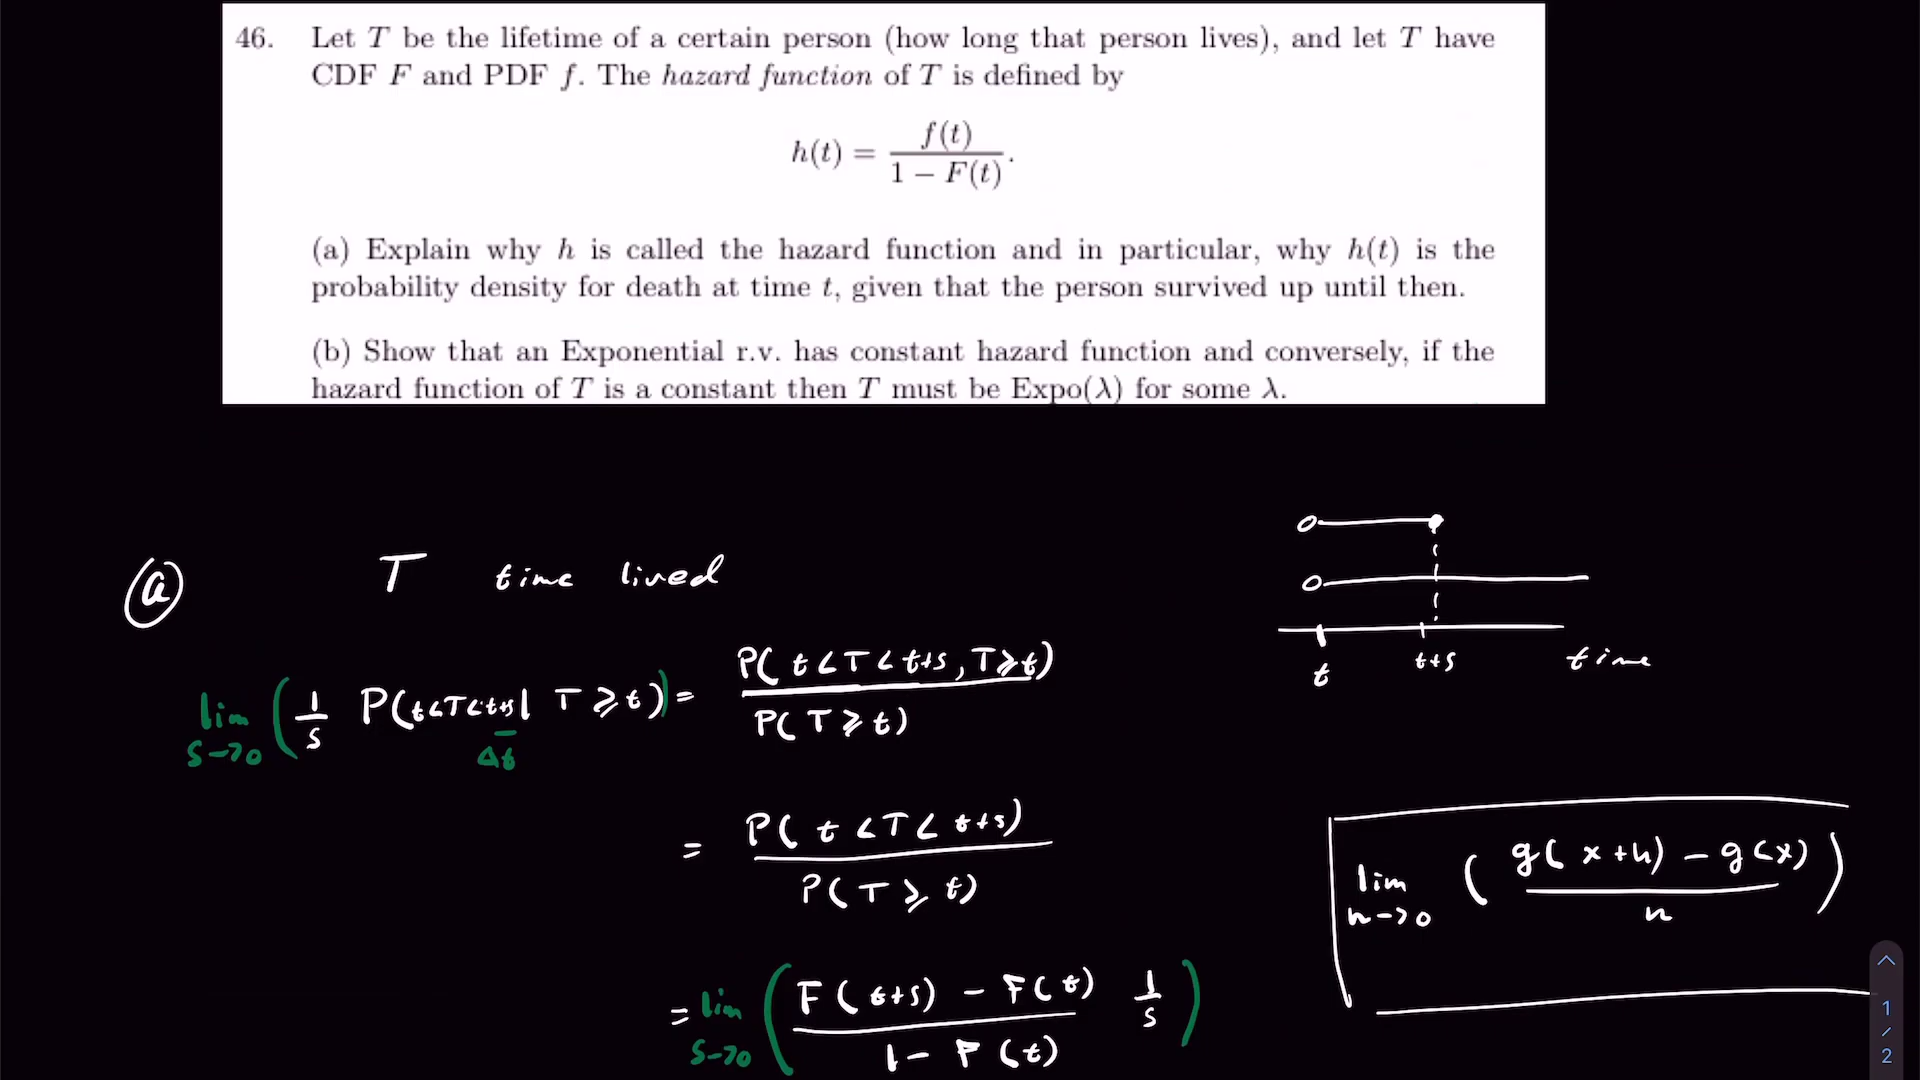 46. Let T be the lifetime of a certain person (how long that person lives), and let T have
CDF F and PDF f. The hazard function of T is defined by
h(t) = f(t) / (1 − F(t)).
(a) Explain why h is called the hazard function and in particular, why h(t) is the
probability density for death at time t, given that the person survived up until then.
(b) Show that an Exponential r.v. has constant hazard function and conversely, if the
hazard function of T is a constant then T must be Expo(λ) for some λ.
(a) T time lived
t t+s time
lim s→0 ( 1/s P(t<T<t+s | T ⩾ t) ) = P( t<T<t+s, T⩾t) / P( T⩾t)
Δt
= P( t<T< t+s) / P(T⩾ t)
lim h→0 ( g( x+h) − g(x) / h )
= lim s→0 ( F(t+s) − F(t) / 1− F(t) 1/s )
1
/
2